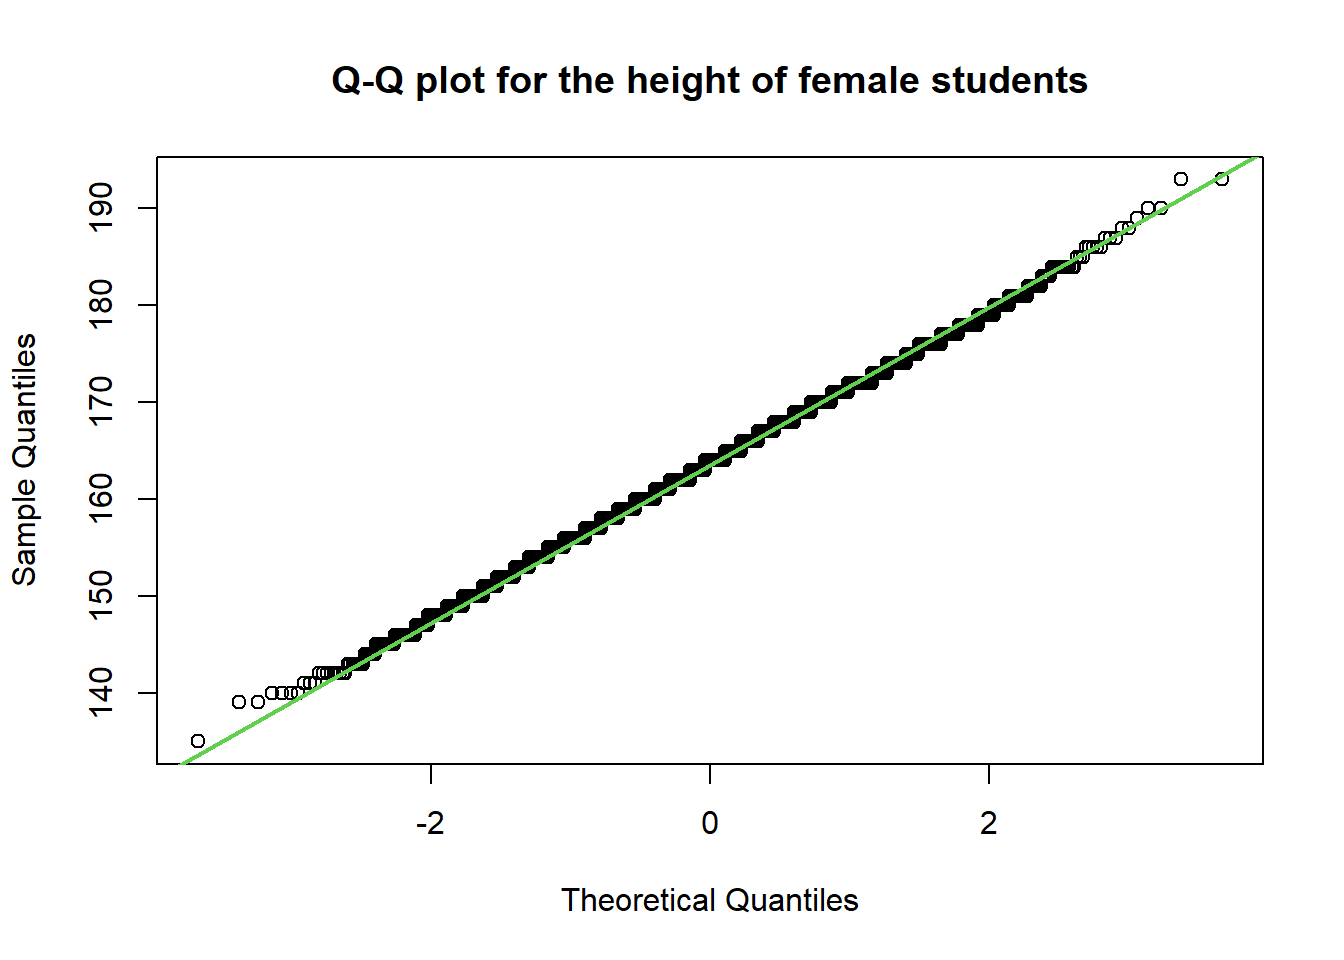 Q-Q plot for the height of female students
Sample Quantiles
190
180
170
160
150
140
-2 0 2
Theoretical Quantiles